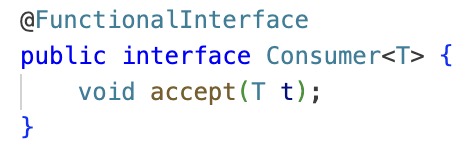 @FunctionalInterface
public interface Consumer<T> {
    void accept(T t);
}